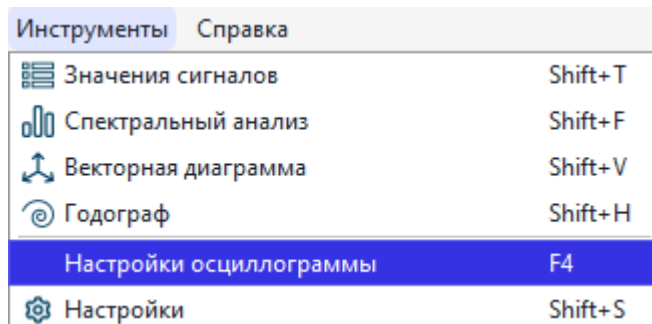 Инструменты Справка
Значения сигналов Shift+T
Спектральный анализ Shift+F
Векторная диаграмма Shift+V
Годограф Shift+H
Настройки осциллограммы F4
Настройки Shift+S